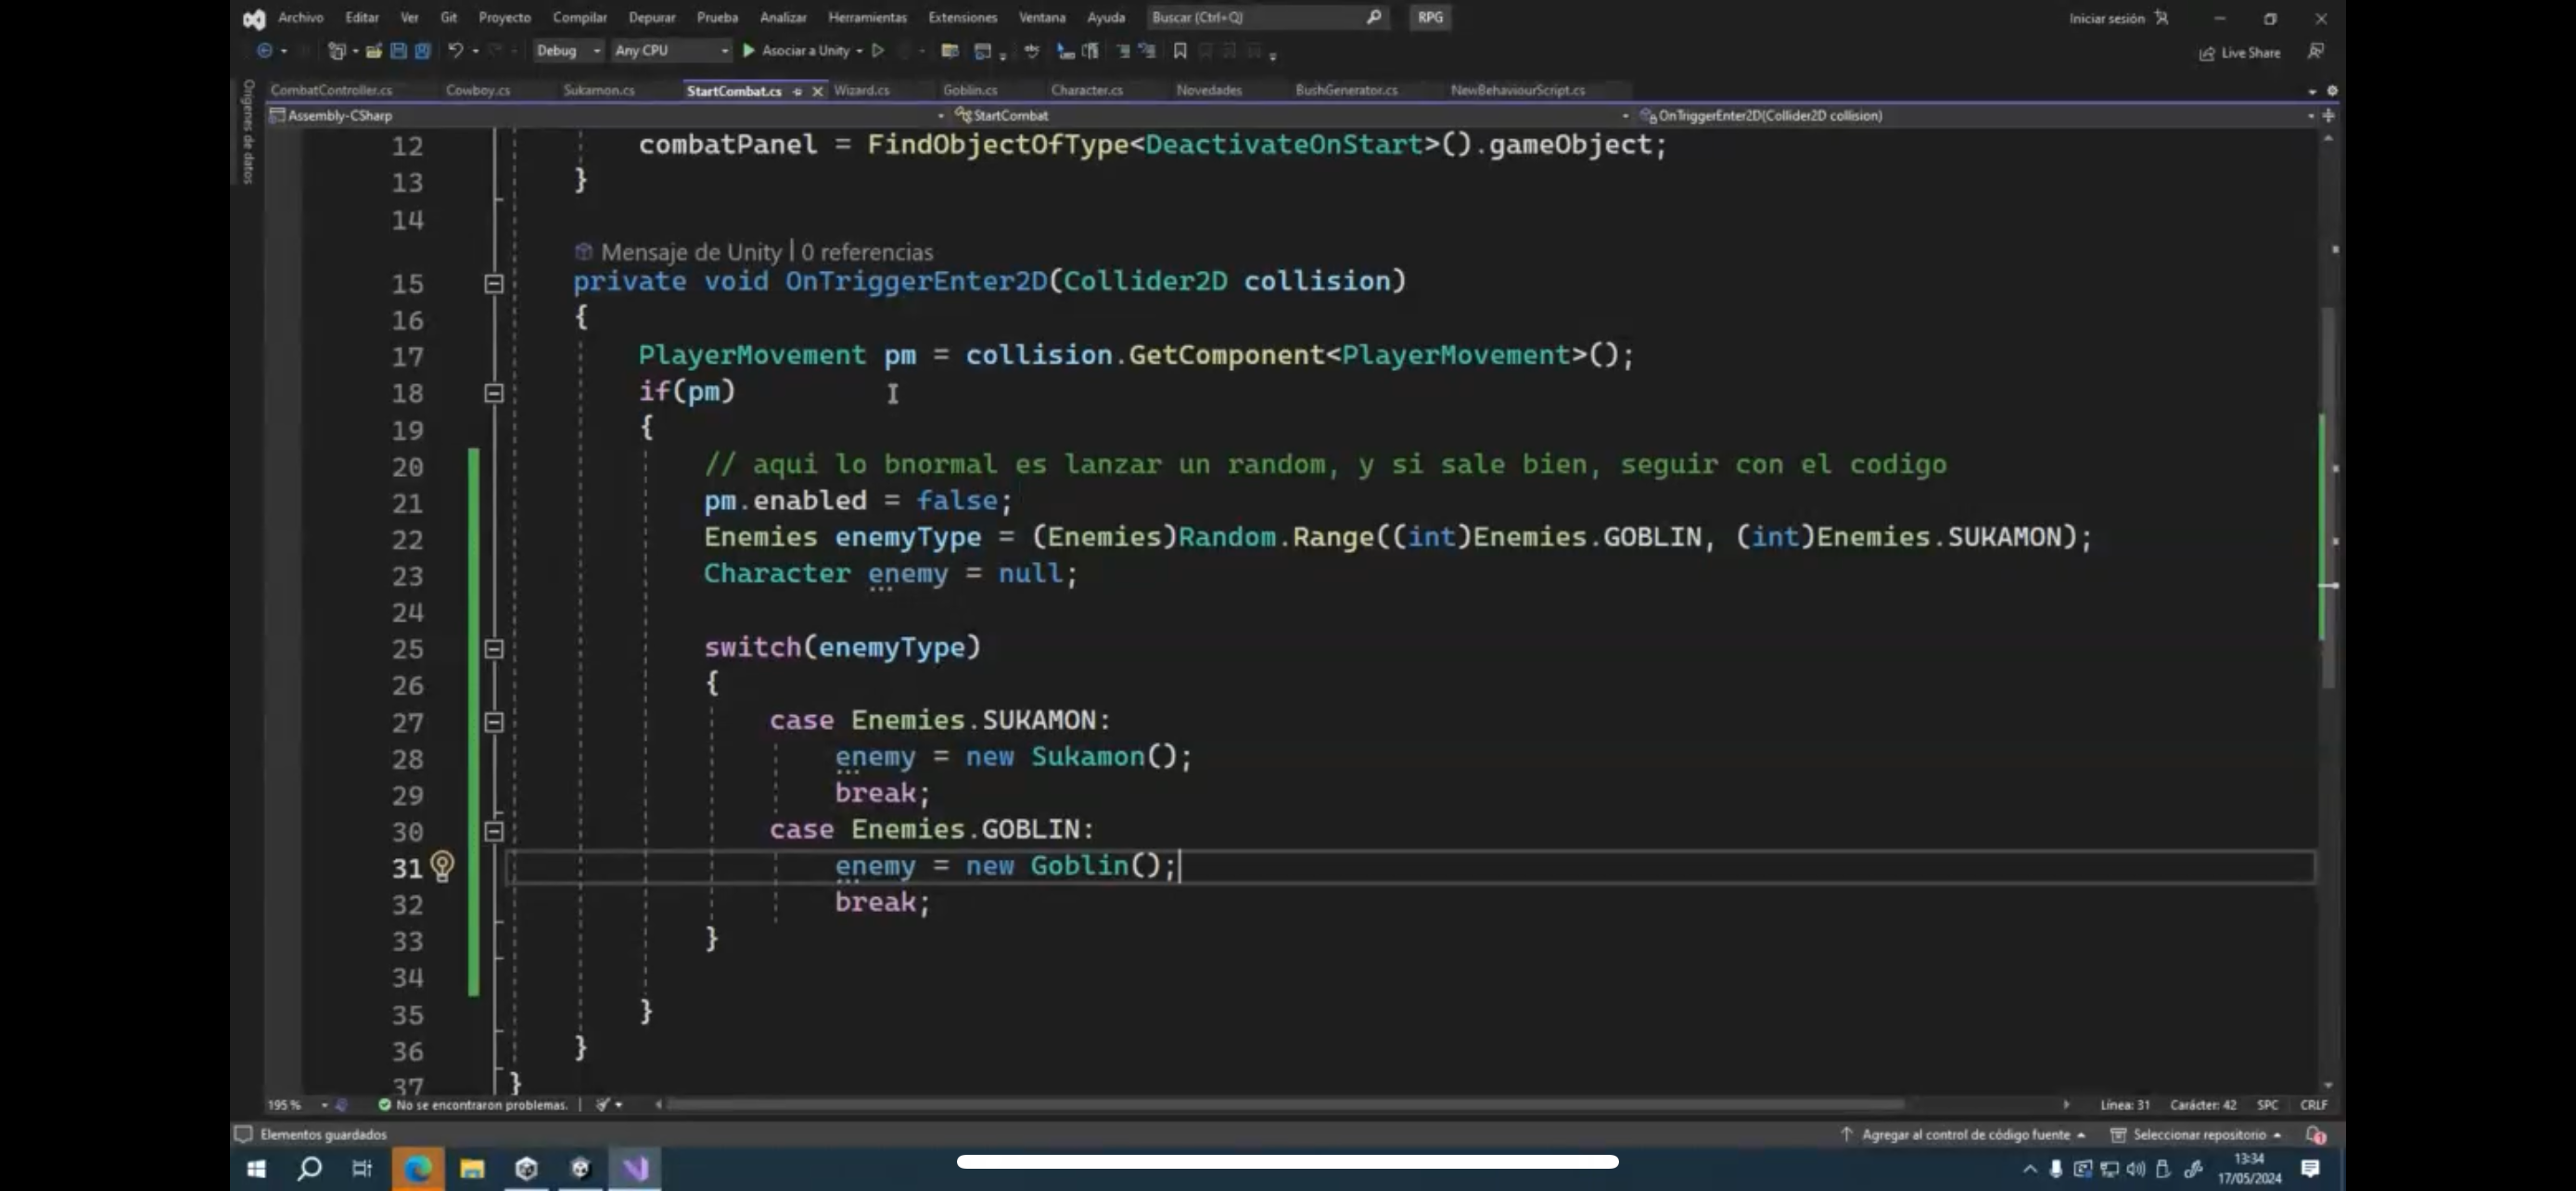 Archivo Editar Ver Git Proyecto Compilar Depurar Prueba Analizar Herramientas Extensiones Ventana Ayuda Buscar (Ctrl+Q) RPG Iniciar sesión
Debug Any CPU Asociar a Unity Live Share
Orígenes de datos
CombatController.cs Cowboy.cs Sukamon.cs StartCombat.cs Wizard.cs Goblin.cs Character.cs Novedades BushGenerator.cs NewBehaviourScript.cs
Assembly-CSharp StartCombat OnTriggerEnter2D(Collider2D collision)
12 combatPanel = FindObjectOfType<DeactivateOnStart>().gameObject;
13 }
14
Mensaje de Unity | 0 referencias
15 private void OnTriggerEnter2D(Collider2D collision)
16 {
17 PlayerMovement pm = collision.GetComponent<PlayerMovement>();
18 if(pm)
19 {
20 // aqui lo bnormal es lanzar un random, y si sale bien, seguir con el codigo
21 pm.enabled = false;
22 Enemies enemyType = (Enemies)Random.Range((int)Enemies.GOBLIN, (int)Enemies.SUKAMON);
23 Character enemy = null;
24
25 switch(enemyType)
26 {
27 case Enemies.SUKAMON:
28 enemy = new Sukamon();
29 break;
30 case Enemies.GOBLIN:
31 enemy = new Goblin();
32 break;
33 }
34
35 }
36 }
37 }
195 % No se encontraron problemas. Línea: 31 Carácter: 42 SPC CRLF
Elementos guardados Agregar al control de código fuente Seleccionar repositorio 1
13:34
17/05/2024